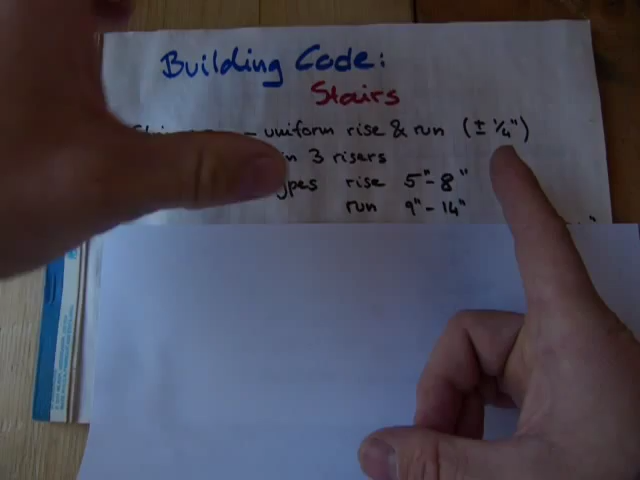 Building Code:
Stairs
– uniform rise & run (± 1/4")
3 risers
rise 5"-8"
run 9"-14"